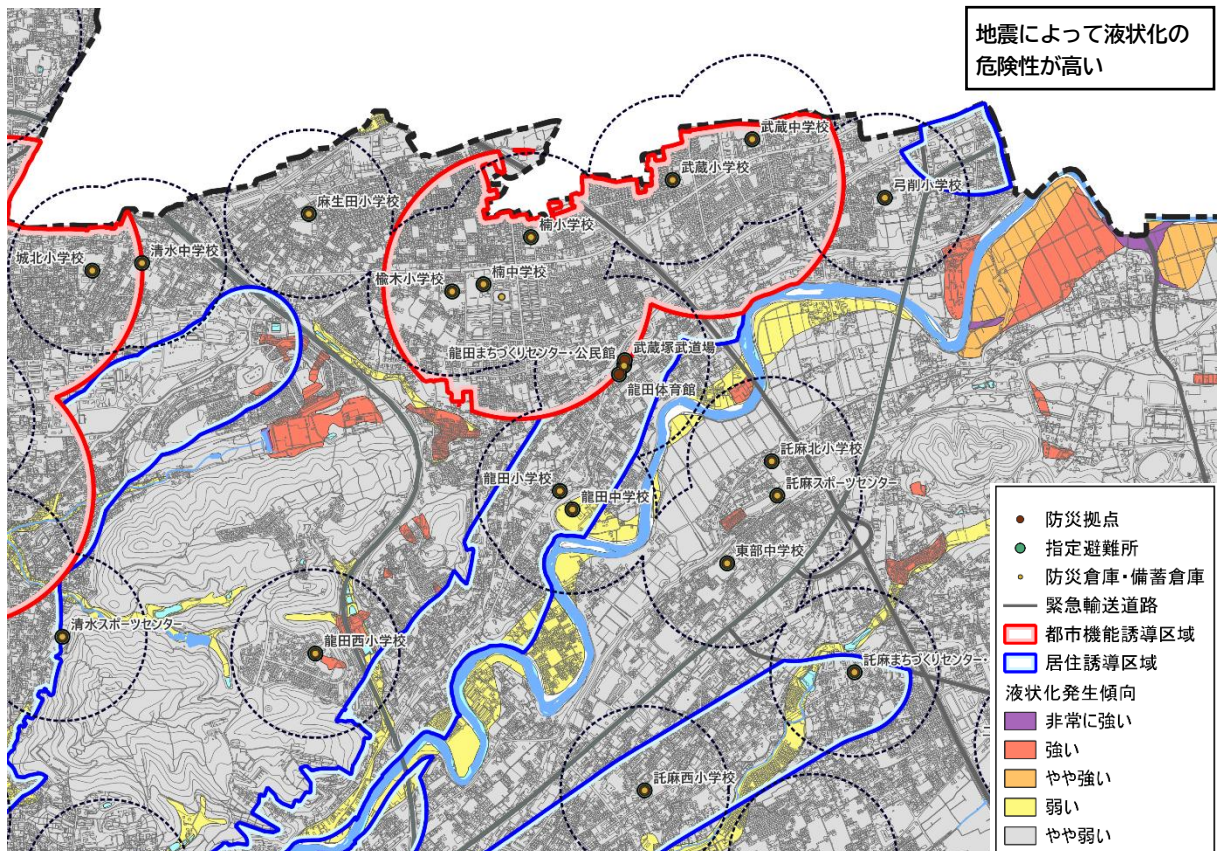 地震によって液状化の
危険性が高い
武蔵中学校
武蔵小学校
弓削小学校
麻生田小学校
楠小学校
城北小学校
清水中学校
楡木小学校
楠中学校
龍田まちづくりセンター・公民館
武蔵塚武道場
龍田体育館
託麻北小学校
託麻スポーツセンター
龍田小学校
龍田中学校
東部中学校
清水スポーツセンター
龍田西小学校
託麻まちづくりセンター・
託麻西小学校
防災拠点
指定避難所
防災倉庫・備蓄倉庫
緊急輸送道路
都市機能誘導区域
居住誘導区域
液状化発生傾向
非常に強い
強い
やや強い
弱い
やや弱い